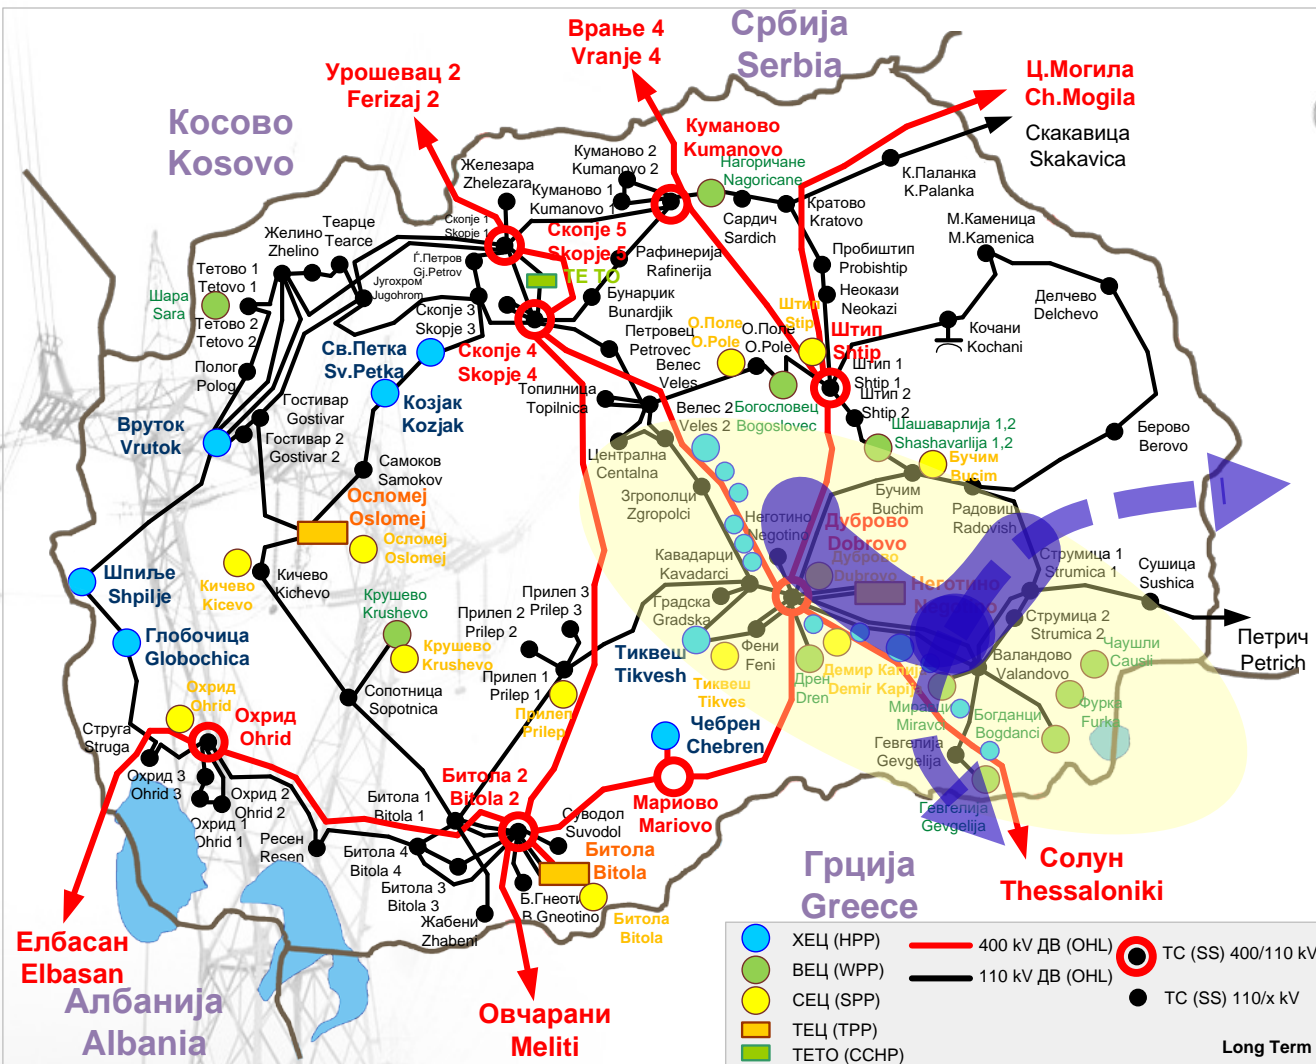 Србија
Serbia
Врање 4
Vranje 4
Урошевац 2
Ferizaj 2
Ц.Могила
Ch.Mogila
Скакавица
Skakavica
Косово
Kosovo
Куманово
Kumanovo
Железара
Zhelezara
Куманово 2
Kumanovo 2
Куманово 1
Kumanovo 1
Нагоричане
Nagoricane
К.Паланка
K.Palanka
Сардич
Sardich
Кратово
Kratovo
М.Каменица
M.Kamenica
Теарце
Tearce
Желино
Zhelino
Скопје 1
Skopje 1
Скопје 5
Skopje 5
Рафинерија
Rafinerija
Пробиштип
Probishtip
Тетово 1
Tetovo 1
Ѓ.Петров
Gj.Petrov
ТЕ ТО
Југохром
Jugohrom
Шара
Sara
Тетово 2
Tetovo 2
Скопје 3
Skopje 3
Бунарџик
Bunardjik
Неокази
Neokazi
Делчево
Delchevo
Штип
Stip
О.Поле
O.Pole
О.Поле
O.Pole
Штип
Shtip
Кочани
Kochani
Петровец
Petrovec
Св.Петка
Sv.Petka
Скопје 4
Skopje 4
Велес
Veles
Штип 1
Shtip 1
Полог
Polog
Козјак
Kozjak
Топилница
Topilnica
Штип 2
Shtip 2
Гостивар
Gostivar
Велес 2
Veles 2
Богословец
Bogoslovec
Шашаварлија 1,2
Shashavarlija 1,2
Вруток
Vrutok
Гостивар 2
Gostivar 2
Берово
Berovo
Централна
Centalna
Бучим
Bucim
Самоков
Samokov
Згрополци
Zgropolci
Бучим
Buchim
Радовиш
Radovish
Осломеј
Oslomej
Осломеј
Oslomej
Неготино
Negotino
Дуброво
Dobrovo
Кавадарци
Kavadarci
Дуброво
Dubrovo
Струмица 1
Strumica 1
Сушица
Sushica
Шпиље
Shpilje
Кичево
Kicevo
Кичево
Kichevo
Неготино
Градска
Gradska
Прилеп 3
Prilep 3
Крушево
Krushevo
Прилеп 2
Prilep 2
Струмица 2
Strumica 2
Петрич
Petrich
Глобочица
Globochica
Крушево
Krushevo
Тиквеш
Tikvesh
Фени
Feni
Чаушли
Causli
Валандово
Valandovo
Прилеп 1
Prilep 1
Тиквеш
Tikves
Дрен
Dren
Демир Капија
Demir Kapija
Охрид
Ohrid
Сопотница
Sopotnica
Прилеп
Prilep
Миравци
Miravci
Фурка
Furka
Богданци
Bogdanci
Охрид
Ohrid
Чебрен
Chebren
Струга
Struga
Гевгелија
Gevgelija
Охрид 3
Ohrid 3
Битола 2
Bitola 2
Охрид 2
Ohrid 2
Битола 1
Bitola 1
Мариово
Mariovo
Суводол
Suvodol
Гевгелија
Gevgelija
Охрид 1
Ohrid 1
Ресен
Resen
Битола 4
Bitola 4
Битола
Bitola
Грција
Greece
Солун
Thessaloniki
Битола 3
Bitola 3
Б.Гнеоти
B.Gneotino
Жабени
Zhabeni
Битола
Bitola
Елбасан
Elbasan
Албанија
Albania
Овчарани
Meliti
ХЕЦ (HPP)
ВЕЦ (WPP)
СЕЦ (SPP)
ТЕЦ (TPP)
ТЕТО (CCHP)
400 kV ДВ (OHL)
110 kV ДВ (OHL)
ТС (SS) 400/110 kV
ТС (SS) 110/x kV
Long Term